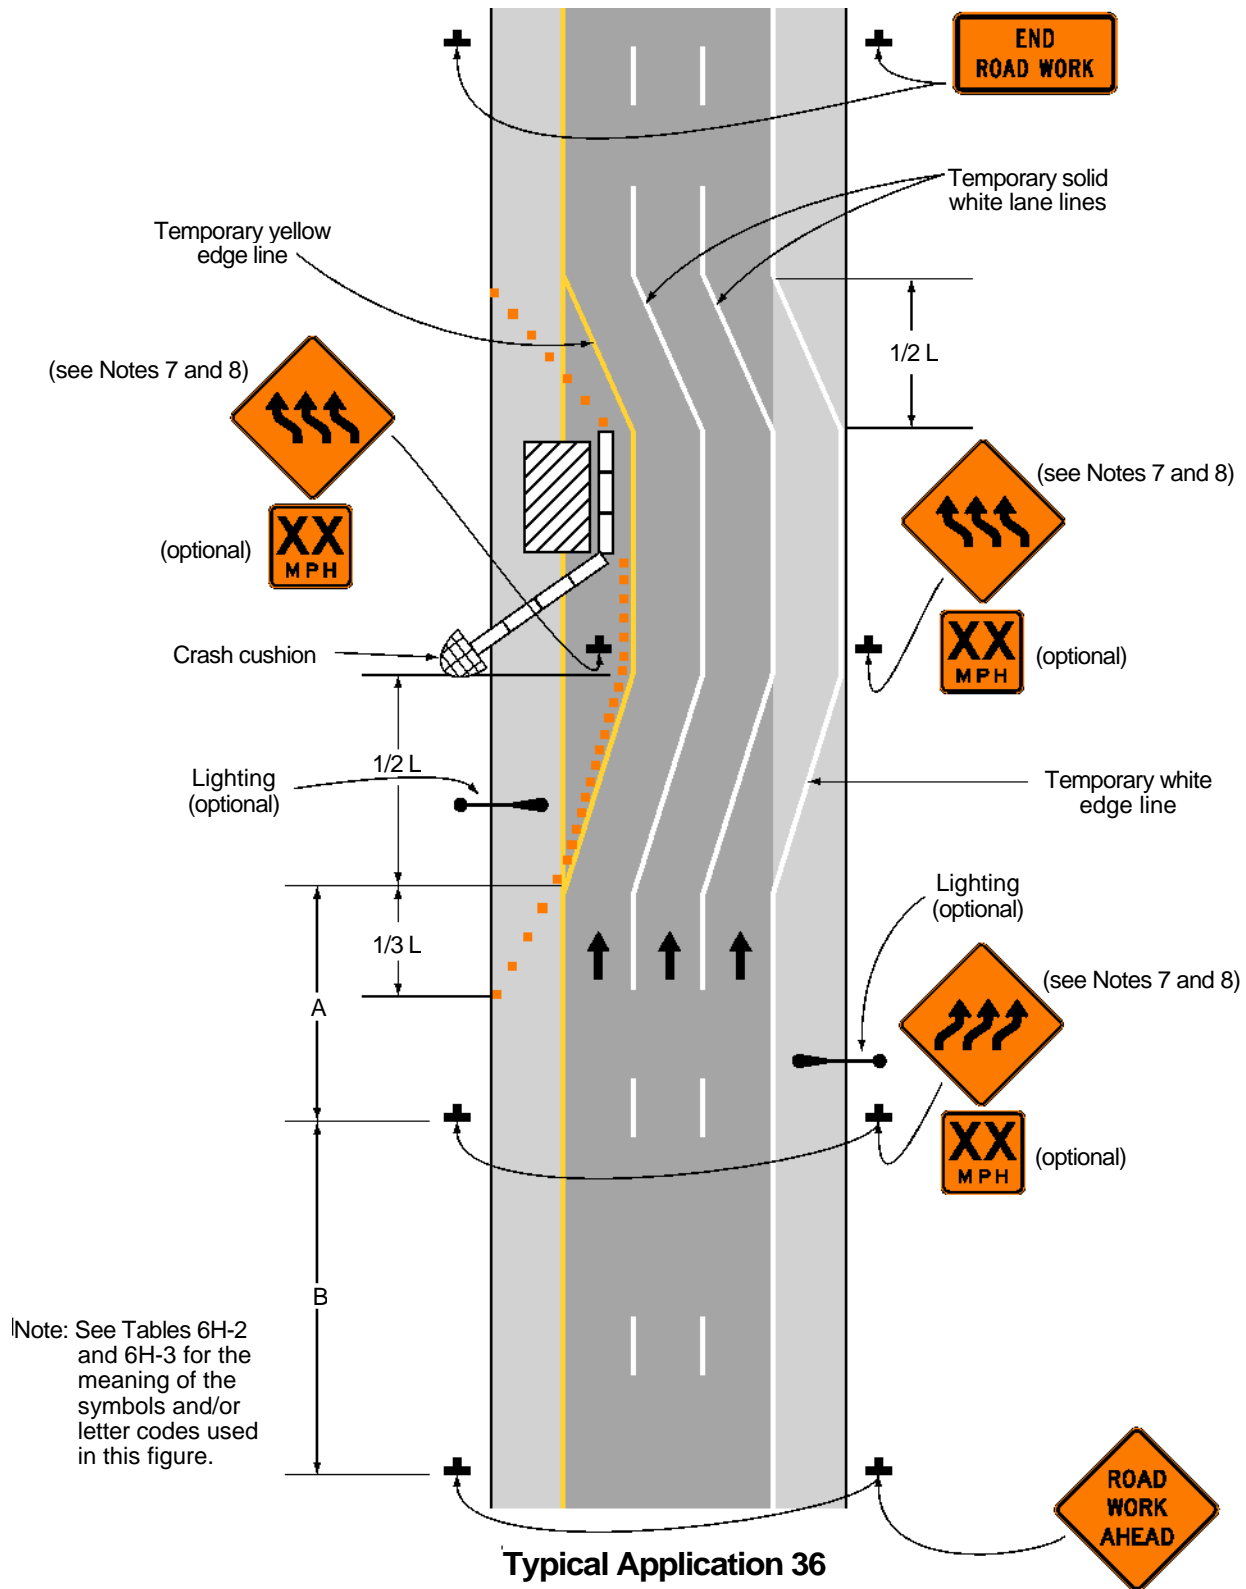 END
ROAD WORK
Temporary solid
white lane lines
Temporary yellow
edge line
1/2 L
(see Notes 7 and 8)
(see Notes 7 and 8)
XX
MPH
(optional)
XX
MPH
(optional)
Crash cushion
1/2 L
Lighting
(optional)
Temporary white
edge line
Lighting
(optional)
1/3 L
(see Notes 7 and 8)
A
XX
MPH
(optional)
B
Note: See Tables 6H-2
and 6H-3 for the
meaning of the
symbols and/or
letter codes used
in this figure.
ROAD
WORK
AHEAD
Typical Application 36